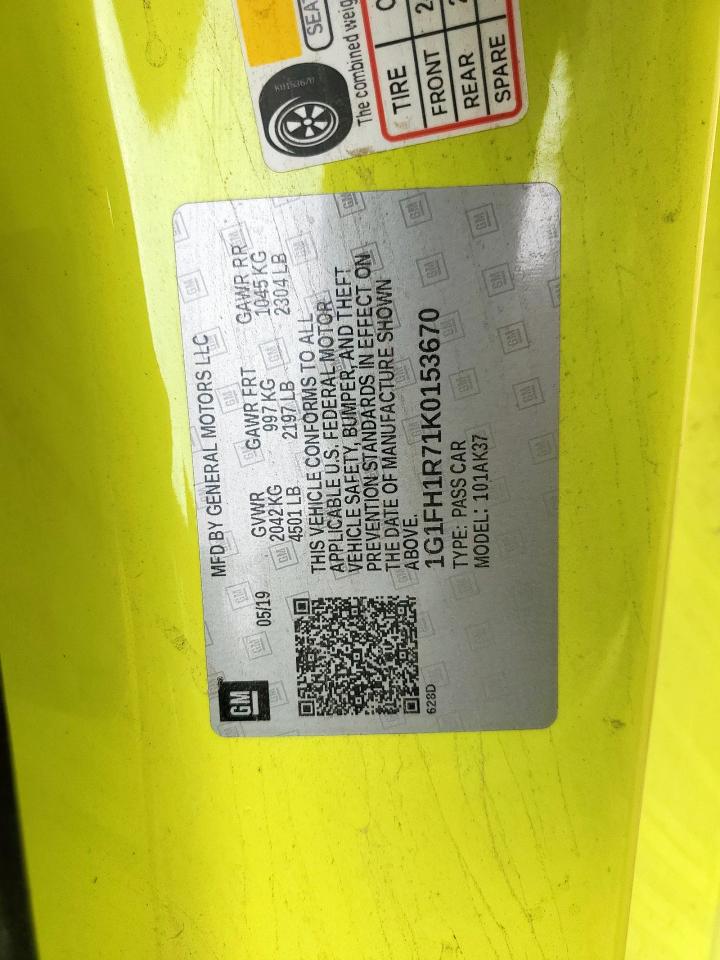 GM
MFD BY GENERAL MOTORS LLC
05/19
GVWR GAWR FRT GAWR RR
2042 KG 997 KG 1045 KG
4501 LB 2197 LB 2304 LB
THIS VEHICLE CONFORMS TO ALL
APPLICABLE U.S. FEDERAL MOTOR
VEHICLE SAFETY, BUMPER, AND THEFT
PREVENTION STANDARDS IN EFFECT ON
THE DATE OF MANUFACTURE SHOWN
ABOVE.
1G1FH1R71K0153670
TYPE: PASS CAR
MODEL: 101AK37
628D
K0153670
The combined
TIRE
FRONT
REAR
SPARE